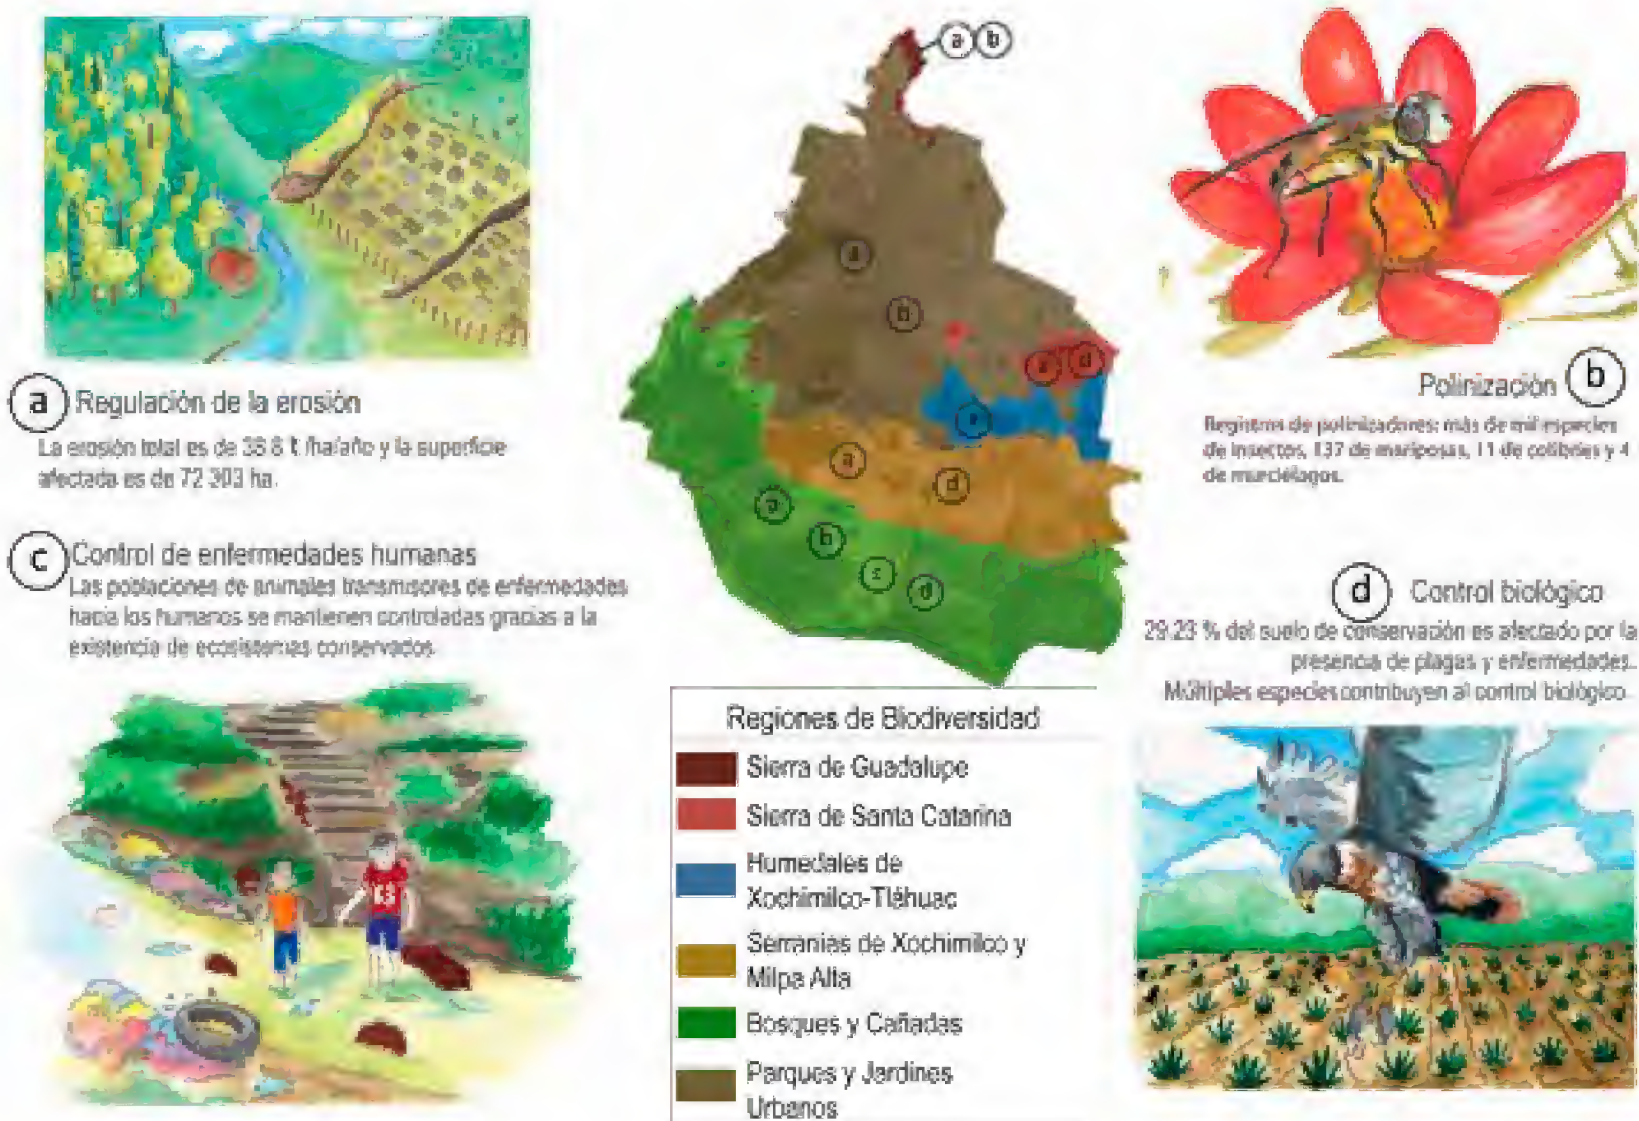 a b
a Regulación de la erosión
La erosión total es de 38.8 t /ha/año y la superficie
afectada es de 72 303 ha.
c Control de enfermedades humanas
Las poblaciones de animales transmisores de enfermedades
hacia los humanos se mantienen controladas gracias a la
existencia de ecosistemas conservados
b
d
a
d
a
b
c
d
Polinización b
Registros de polinizadores: más de mil especies
de insectos, 137 de mariposas, 11 de colibríes y 4
de murciélagos.
d Control biológico
29.23 % del suelo de conservación es afectado por la
presencia de plagas y enfermedades.
Múltiples especies contribuyen al control biológico
Regiones de Biodiversidad
Sierra de Guadalupe
Sierra de Santa Catarina
Humedales de
Xochimilco-Tláhuac
Serranías de Xochimilco y
Milpa Alta
Bosques y Cañadas
Parques y Jardines
Urbanos